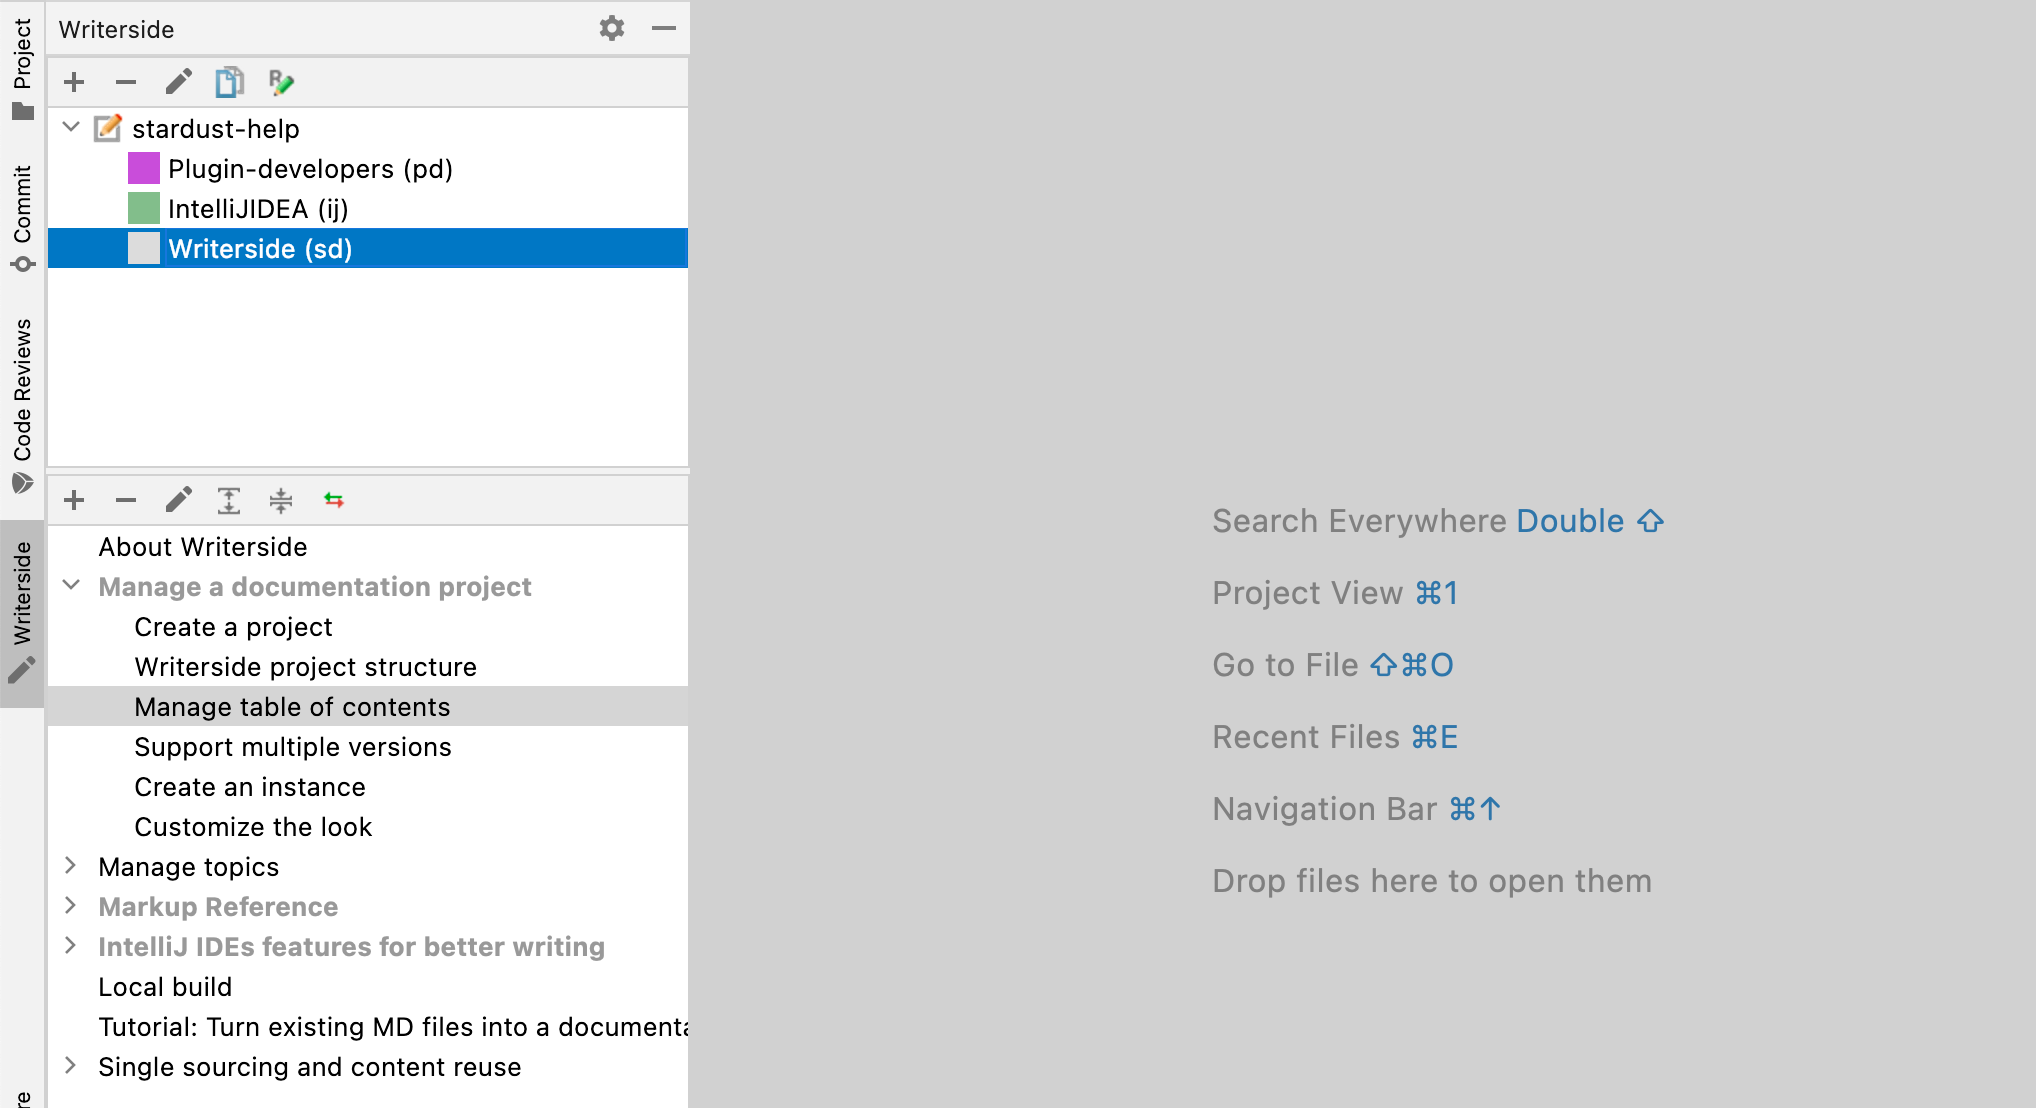 Project
Commit
Code Reviews
Writerside
Writerside
stardust-help
Plugin-developers (pd)
IntelliJIDEA (ij)
Writerside (sd)
About Writerside
Manage a documentation project
Create a project
Writerside project structure
Manage table of contents
Support multiple versions
Create an instance
Customize the look
Manage topics
Markup Reference
IntelliJ IDEs features for better writing
Local build
Tutorial: Turn existing MD files into a documenta
Single sourcing and content reuse
Search Everywhere Double ⇧
Project View ⌘1
Go to File ⇧⌘O
Recent Files ⌘E
Navigation Bar ⌘↑
Drop files here to open them